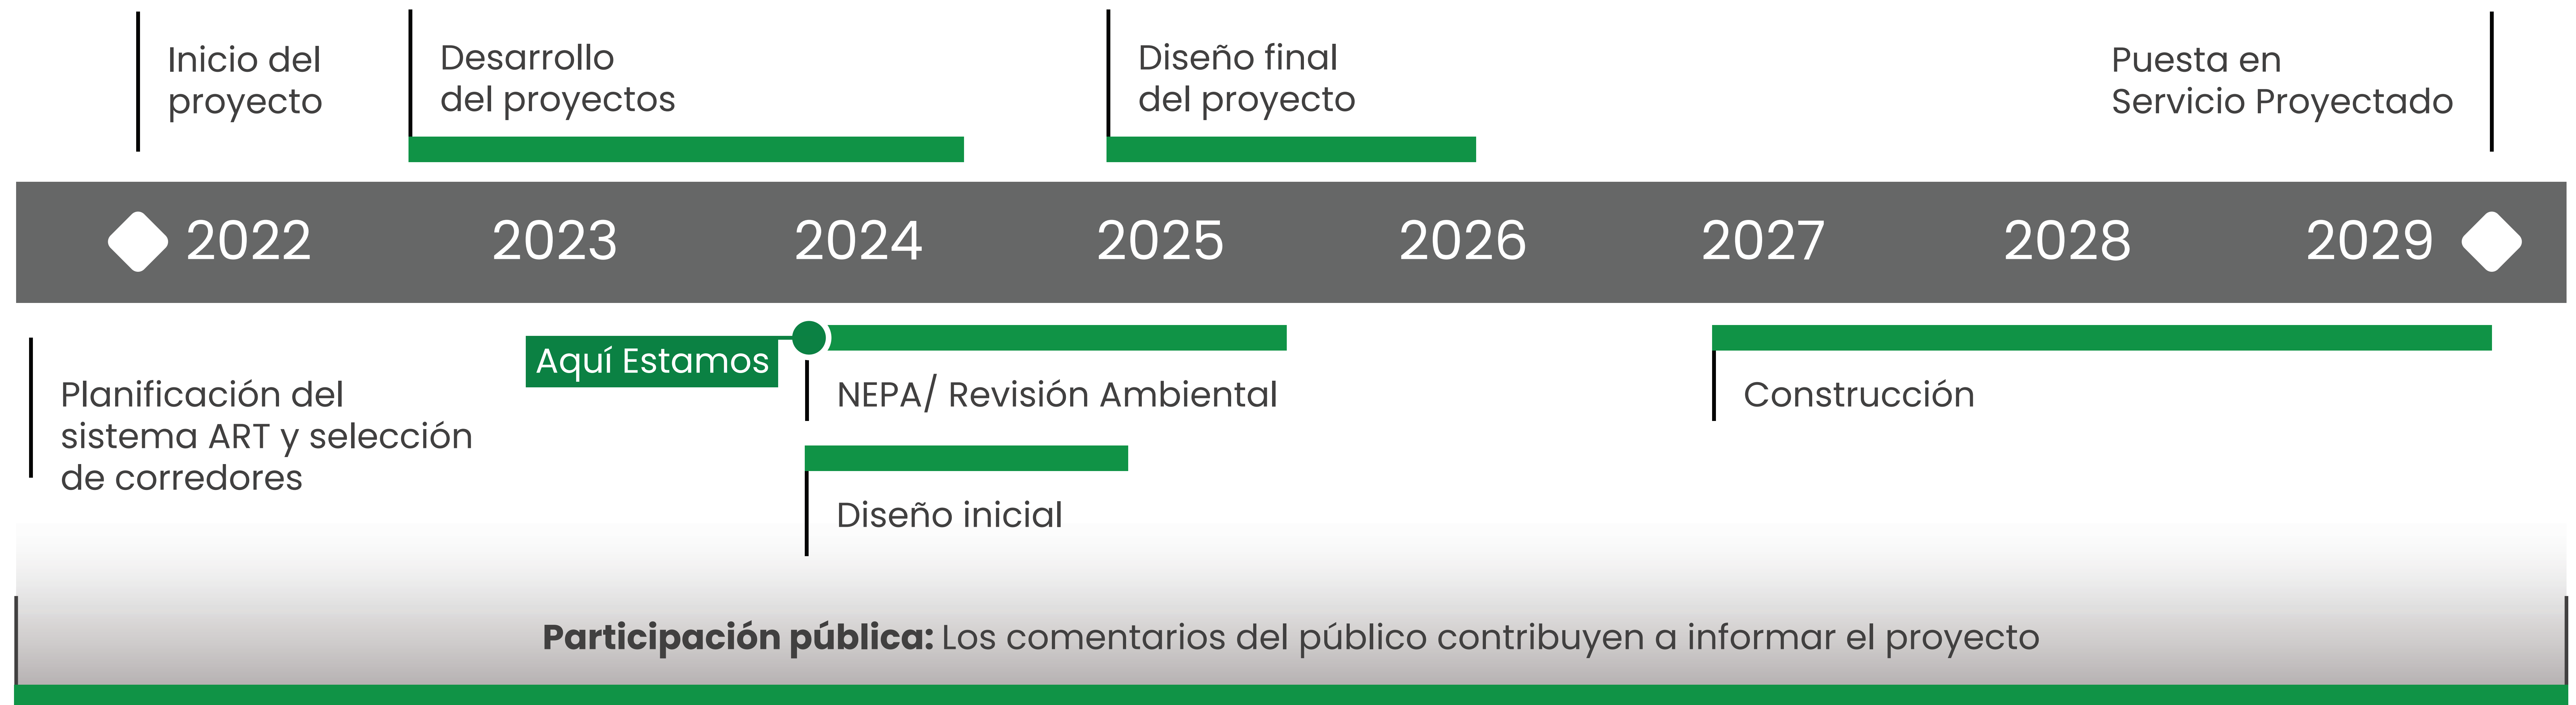 Inicio del
proyecto
Desarrollo
del proyectos
Diseño final
del proyecto
Puesta en
Servicio Proyectado
2022 2023 2024 2025 2026 2027 2028 2029
Aquí Estamos
Planificación del
sistema ART y selección
de corredores
NEPA/ Revisión Ambiental
Construcción
Diseño inicial
Participación pública: Los comentarios del público contribuyen a informar el proyecto